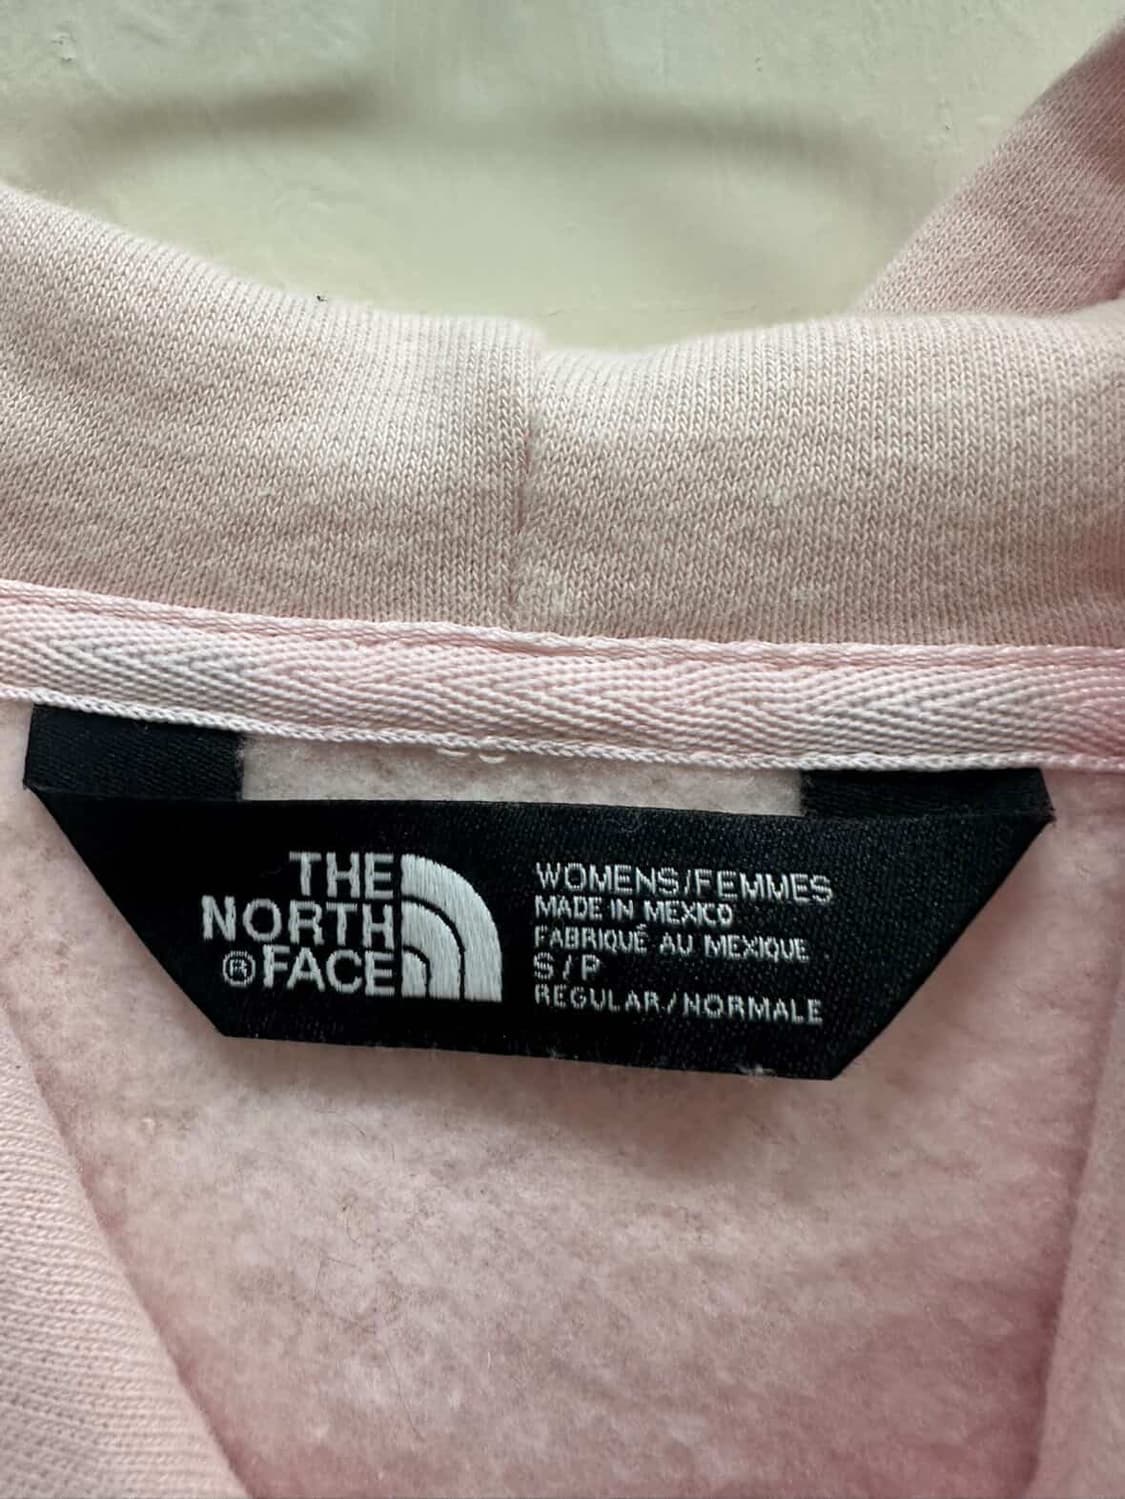 THE
NORTH
®FACE
WOMENS/FEMMES
MADE IN MEXICO
FABRIQUÉ AU MEXIQUE
S/P
REGULAR/NORMALE